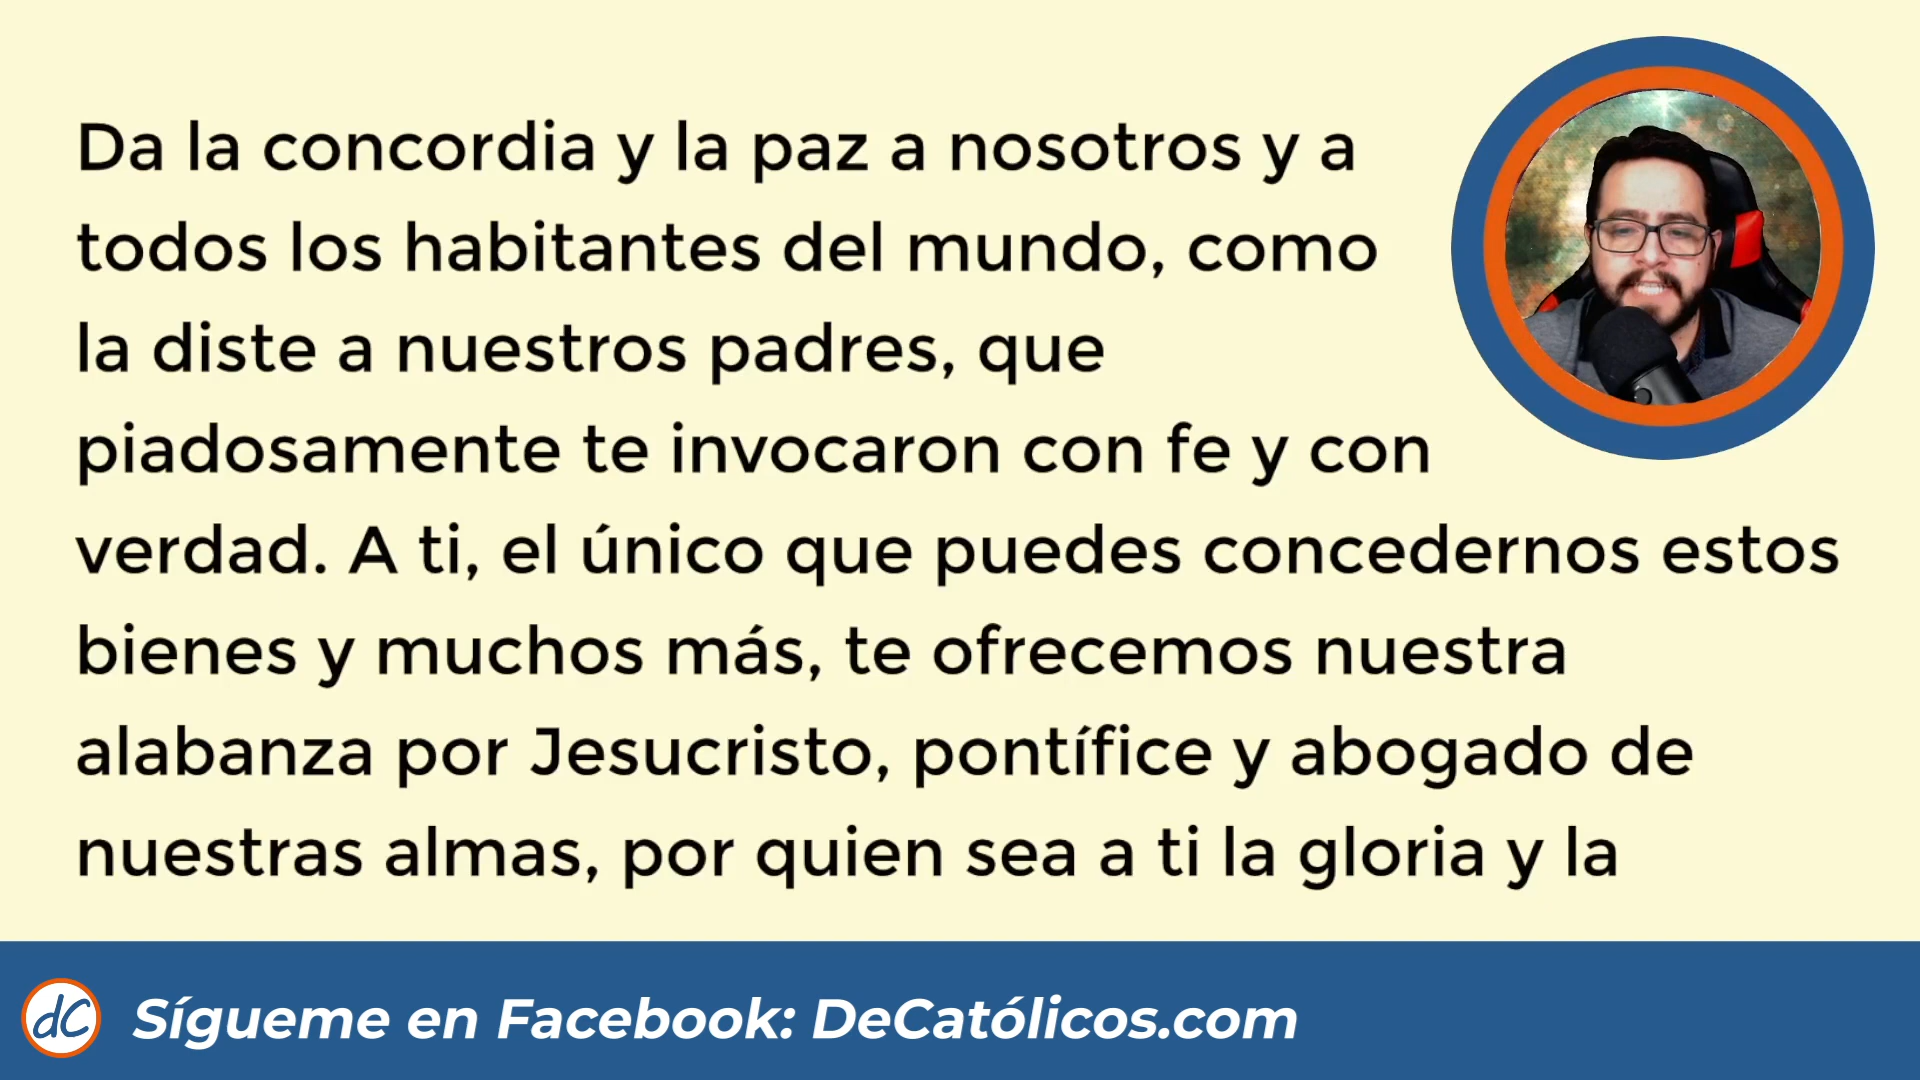 Da la concordia y la paz a nosotros y a
todos los habitantes del mundo, como
la diste a nuestros padres, que
piadosamente te invocaron con fe y con
verdad. A ti, el único que puedes concedernos estos
bienes y muchos más, te ofrecemos nuestra
alabanza por Jesucristo, pontífice y abogado de
nuestras almas, por quien sea a ti la gloria y la
dC Sígueme en Facebook: DeCatólicos.com